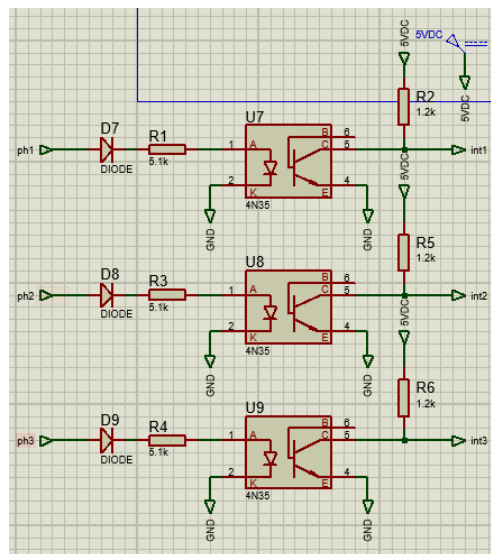 5VDC
5VDC
5VDC
R2
1.2k
U7
D7
R1
B
6
ph1
1
A
C
5
int1
DIODE
5.1k
2
K
E
4
4N35
GND
GND
5VDC
R5
1.2k
U8
D8
R3
B
6
ph2
1
A
C
5
int2
DIODE
5.1k
2
K
E
4
4N35
GND
GND
5VDC
R6
1.2k
U9
D9
R4
B
6
ph3
1
A
C
5
int3
DIODE
5.1k
2
K
E
4
4N35
GND
GND